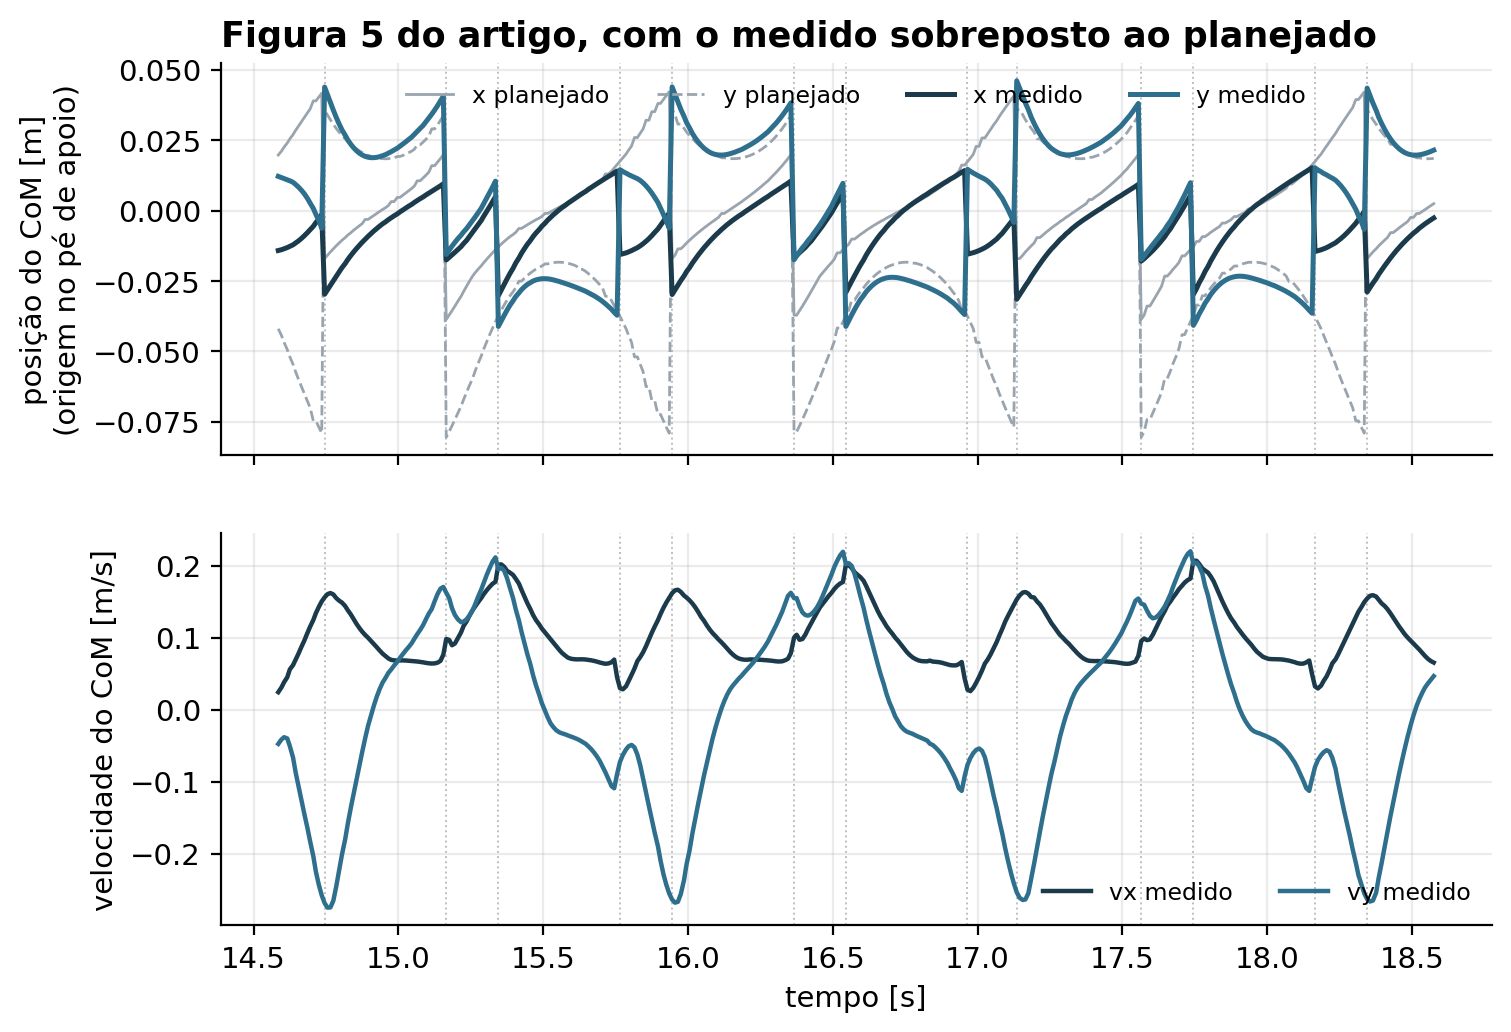 Figura 5 do artigo, com o medido sobreposto ao planejado
posição do CoM [m]
(origem no pé de apoio)
0.050
0.025
0.000
−0.025
−0.050
−0.075
x planejado
y planejado
x medido
y medido
velocidade do CoM [m/s]
0.2
0.1
0.0
−0.1
−0.2
vx medido
vy medido
14.5 15.0 15.5 16.0 16.5 17.0 17.5 18.0 18.5
tempo [s]